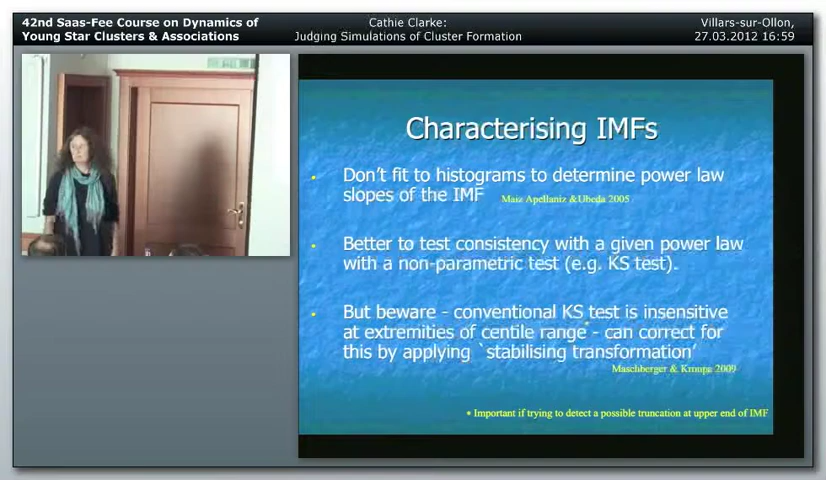 42nd Saas-Fee Course on Dynamics of
Young Star Clusters & Associations
Cathie Clarke:
Judging Simulations of Cluster Formation
Villars-sur-Ollon,
27.03.2012 16:59
Characterising IMFs
Don't fit to histograms to determine power law
slopes of the IMF Maiz Apellaniz &Ubeda 2005
Better to test consistency with a given power law
with a non-parametric test (e.g. KS test).
But beware - conventional KS test is insensitive
at extremities of centile range - can correct for
this by applying `stabilising transformation'
Maschberger & Kroupa 2009
* Important if trying to detect a possible truncation at upper end of IMF